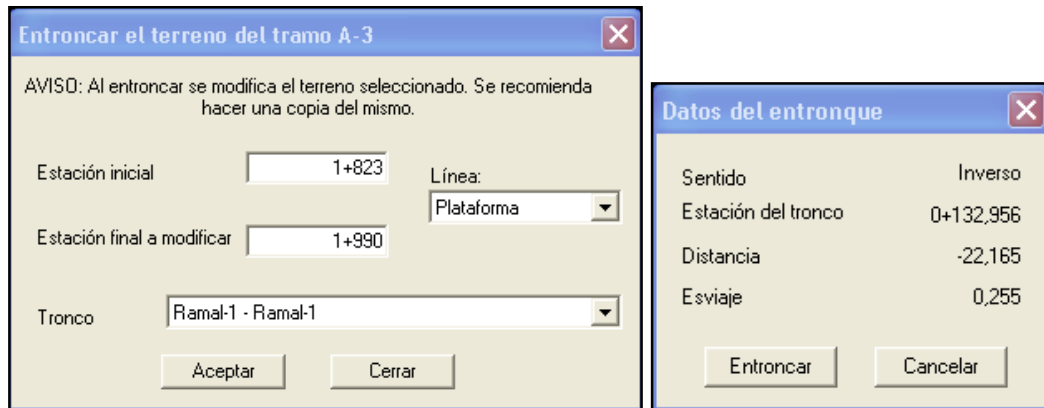 Entroncar el terreno del tramo A-3
AVISO: Al entroncar se modifica el terreno seleccionado. Se recomienda
hacer una copia del mismo.
Estación inicial 1+823
Línea:
Plataforma
Estación final a modificar 1+990
Tronco Ramal-1 - Ramal-1
Aceptar Cerrar
Datos del entronque
Sentido Inverso
Estación del tronco 0+132,956
Distancia -22,165
Esviaje 0,255
Entroncar Cancelar